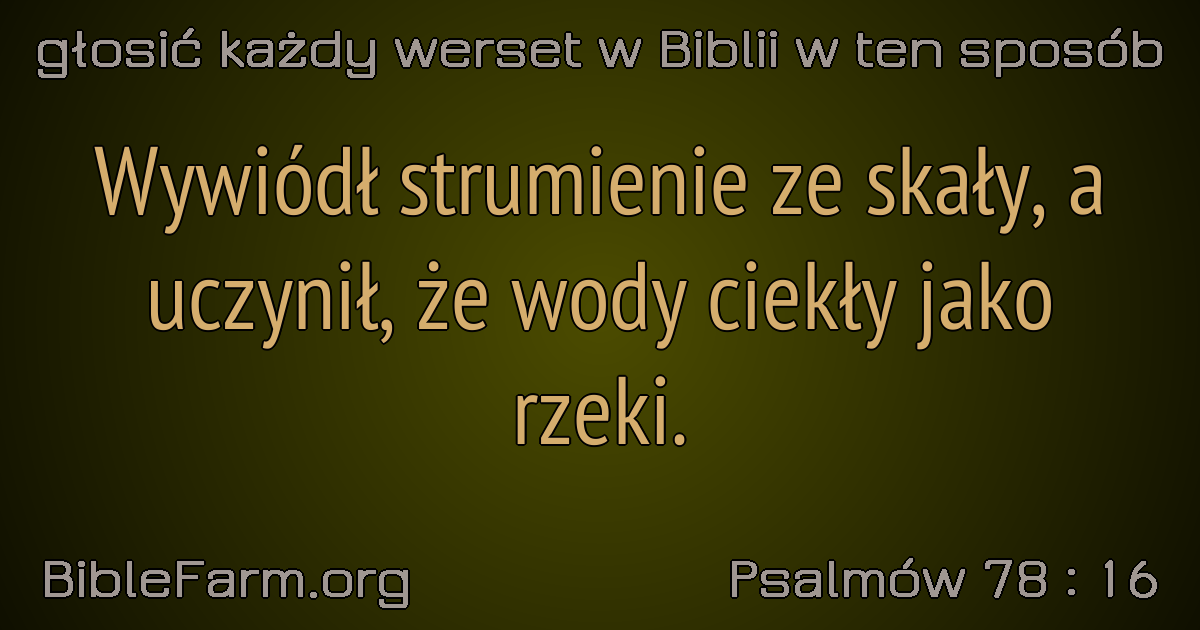 głosić każdy werset w Biblii w ten sposób
Wywiódł strumienie ze skały, a
uczynił, że wody ciekły jako
rzeki.
BibleFarm.org
Psalmów 78 : 16